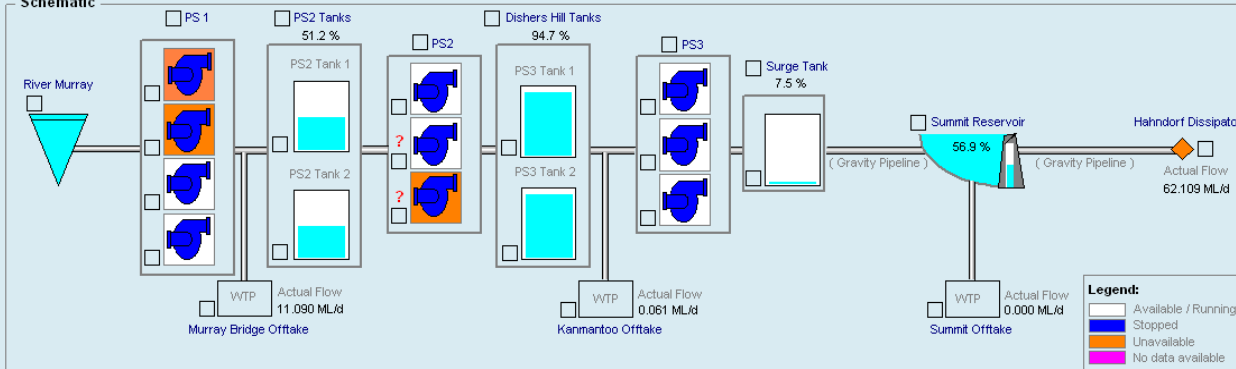 Schematic
PS 1
PS2 Tanks
51.2 %
Dishers Hill Tanks
94.7 %
PS2
PS3
River Murray
PS2 Tank 1
PS3 Tank 1
Surge Tank
7.5 %
Summit Reservoir
56.9 %
Hahndorf Dissipato
?
?
( Gravity Pipeline )
( Gravity Pipeline )
PS2 Tank 2
PS3 Tank 2
Actual Flow
62.109 ML/d
WTP
Actual Flow
11.090 ML/d
Murray Bridge Offtake
WTP
Actual Flow
0.061 ML/d
Kanmantoo Offtake
WTP
Actual Flow
0.000 ML/d
Summit Offtake
Legend:
Available / Running
Stopped
Unavailable
No data available